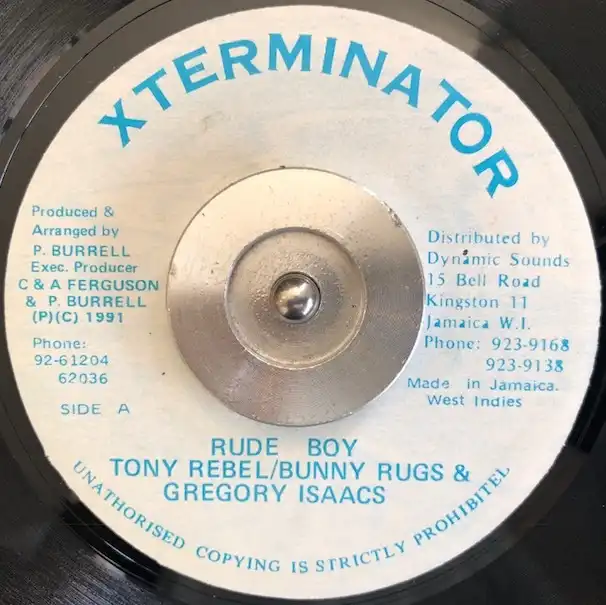 XTERMINATOR
Produced &
Arranged by
P. BURRELL
Exec. Producer
C & A FERGUSON
& P. BURRELL
(P)(C) 1991
Phone:
92-61204
62036
SIDE A
Distributed by
Dynamic Sounds
15 Bell Road
Kingston 11
Jamaica W.I.
Phone: 923-9168
923-9138
Made in Jamaica.
West Indies
RUDE BOY
TONY REBEL/BUNNY RUGS &
GREGORY ISAACS
UNATHORISED COPYING IS STRICTLY PROHIBITEL